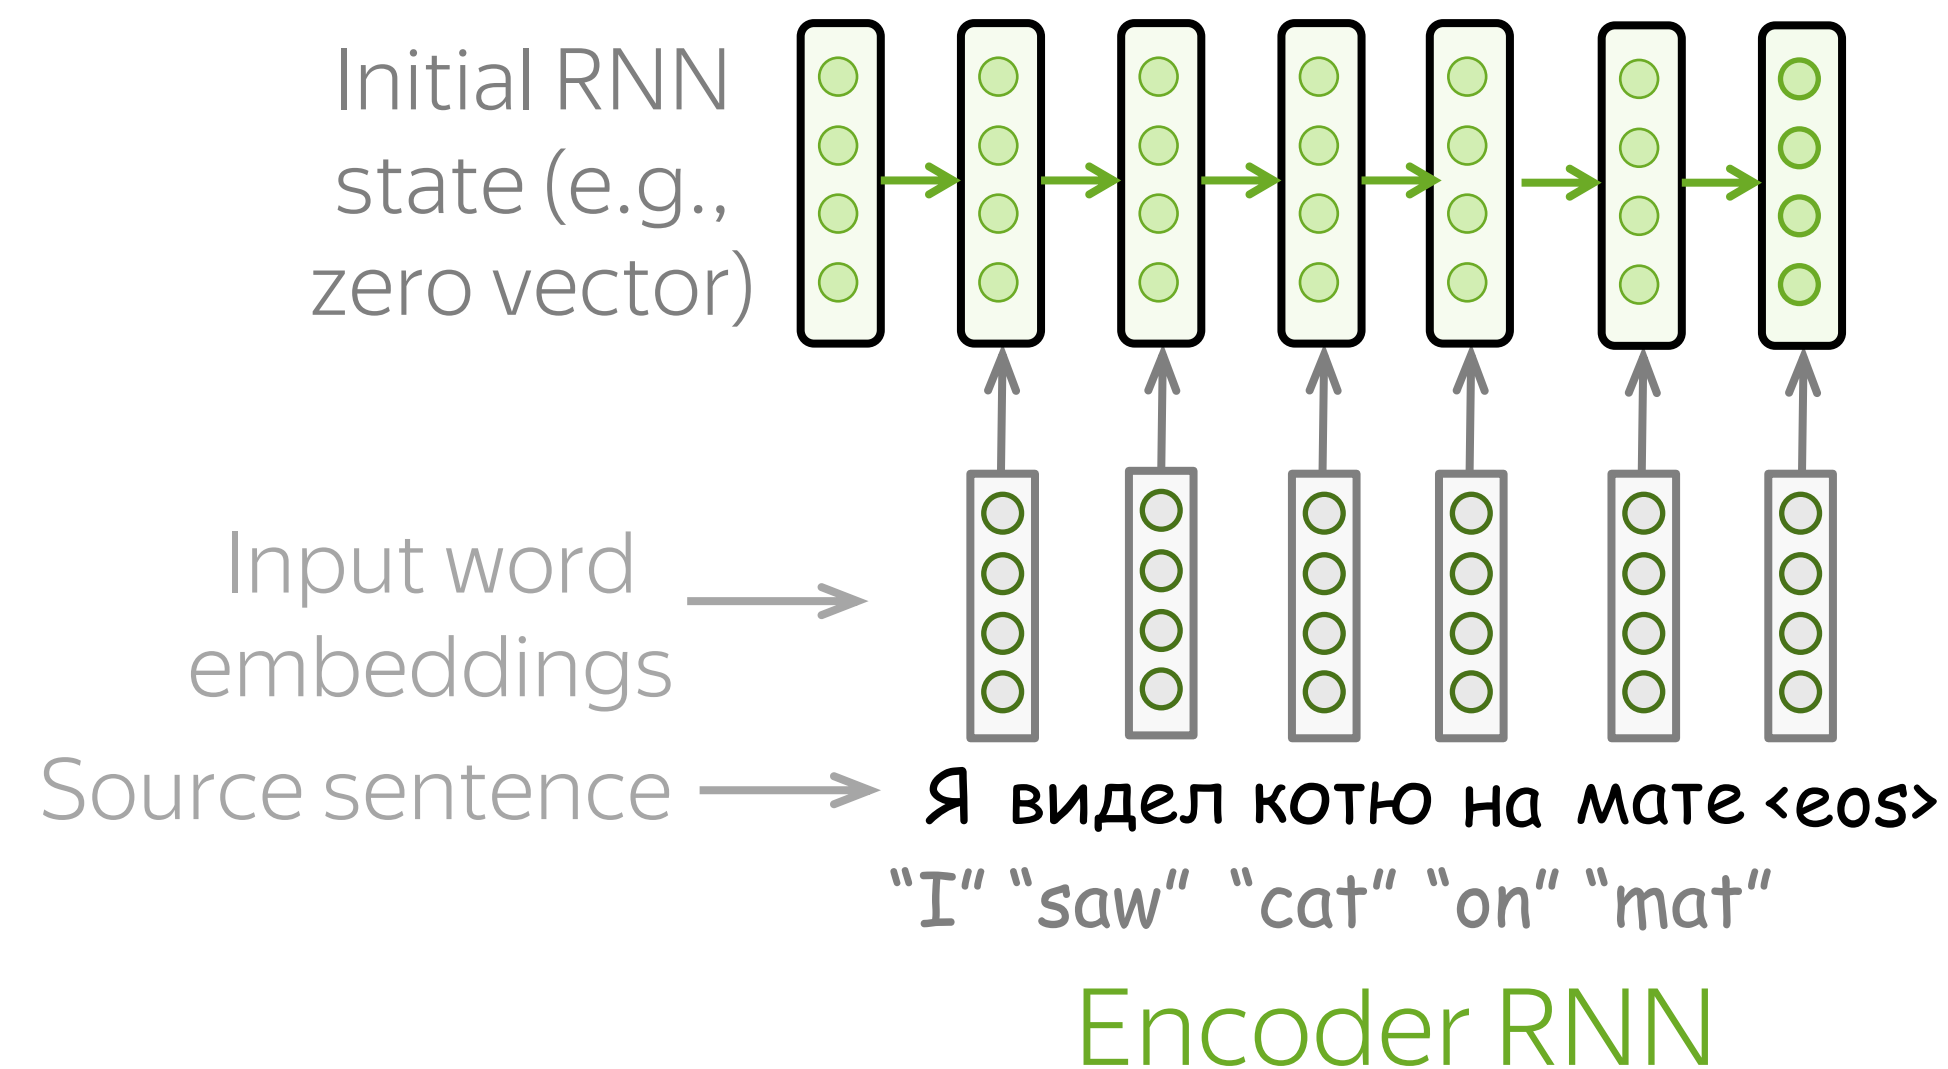 Initial RNN
state (e.g.,
zero vector)
Input word
embeddings
Source sentence
Я видел котю на мате <eos>
“I” “saw” “cat” “on” “mat”
Encoder RNN